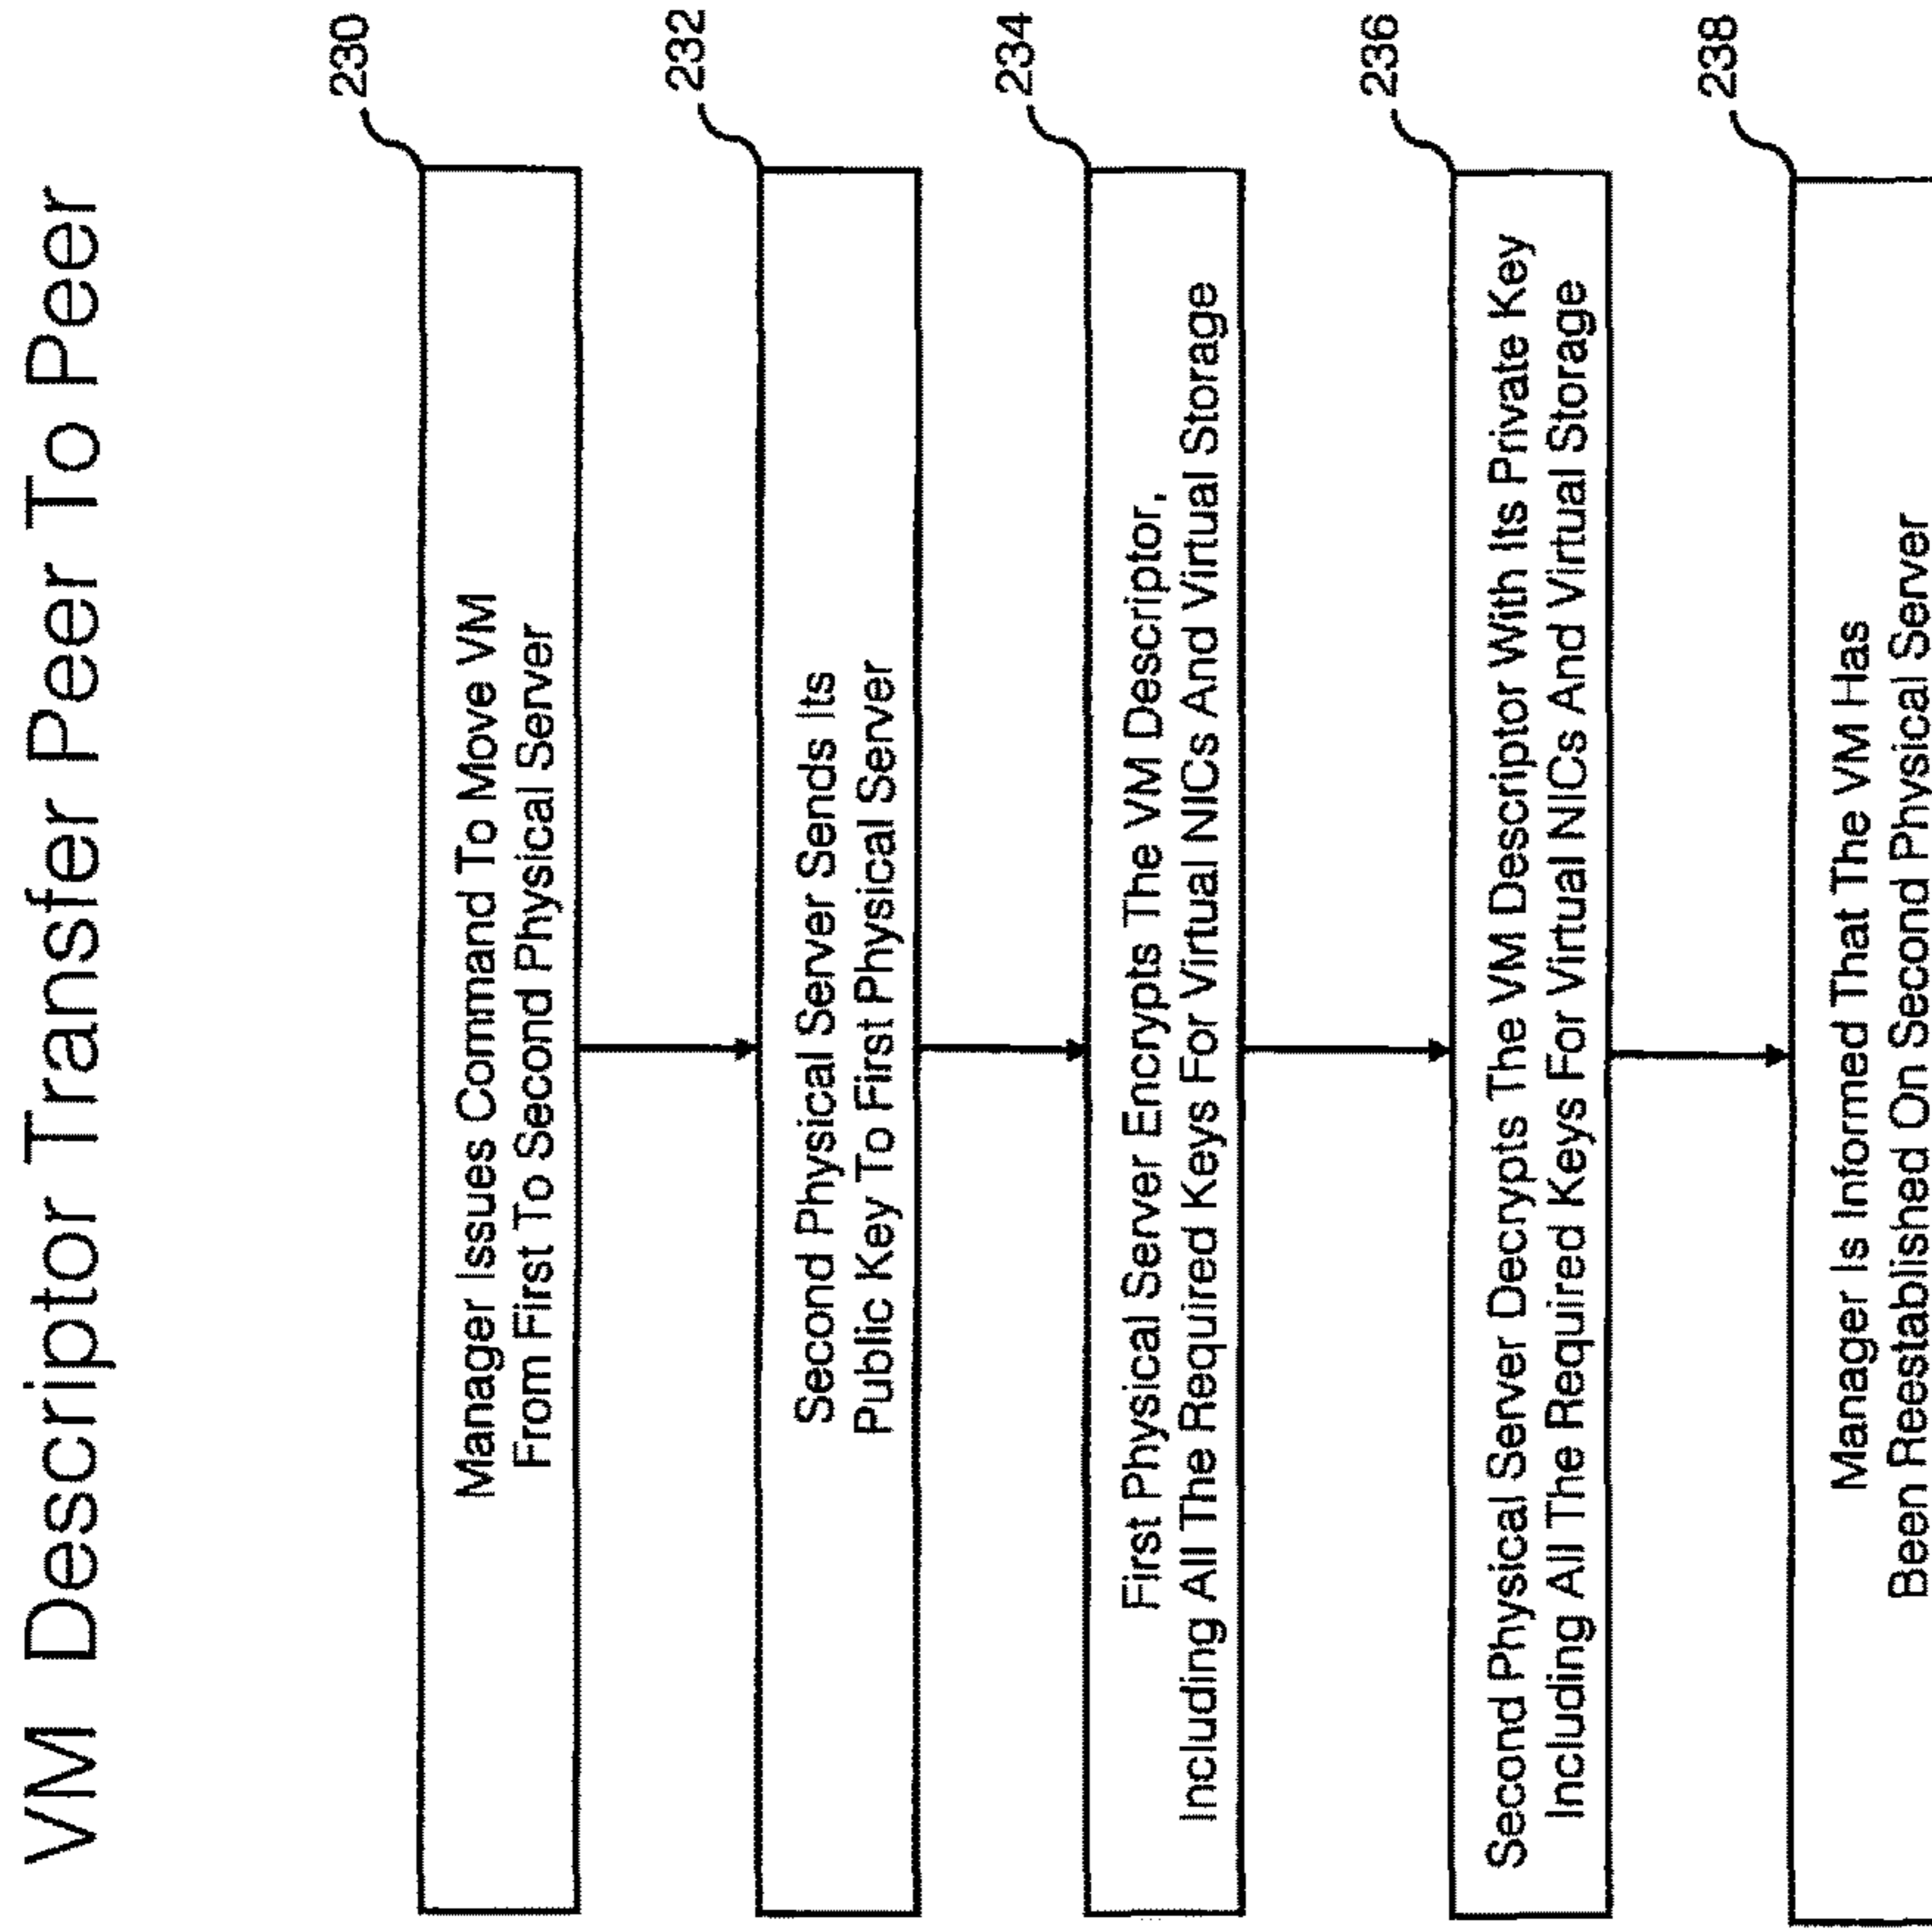 VM Descriptor Transfer Peer To Peer
230
Manager Issues Command To Move VM
From First To Second Physical Server
232
Second Physical Server Sends Its
Public Key To First Physical Server
234
First Physical Server Encrypts The VM Descriptor,
Including All The Required Keys For Virtual NICs And Virtual Storage
236
Second Physical Server Decrypts The VM Descriptor With Its Private Key
Including All The Required Keys For Virtual NICs And Virtual Storage
238
Manager Is Informed That The VM Has
Been Reestablished On Second Physical Server